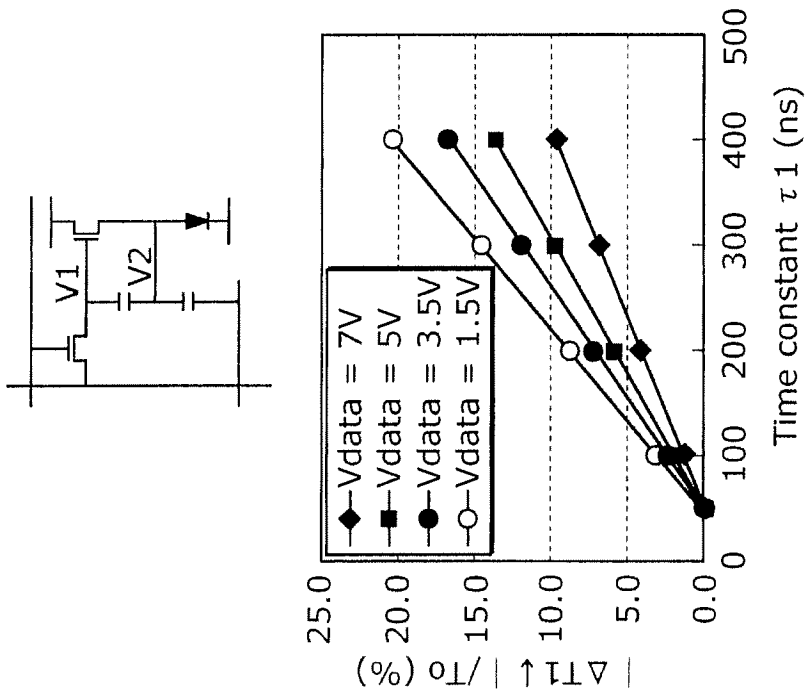 V1
V2
| ΔT1↓ | /To (%)
25.0
20.0
15.0
10.0
5.0
0.0
Vdata = 7V
Vdata = 5V
Vdata = 3.5V
Vdata = 1.5V
0
100
200
300
400
500
Time constant τ1 (ns)